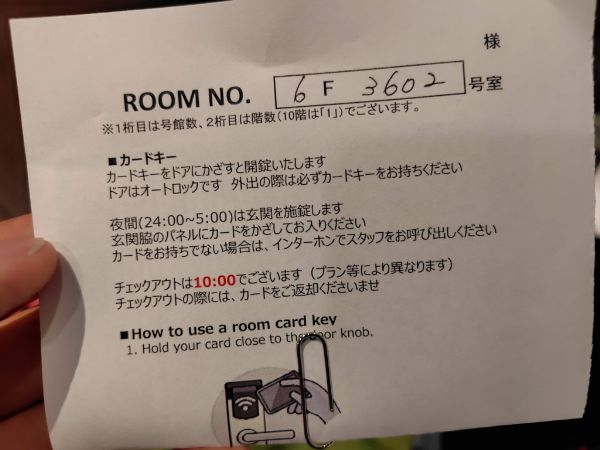 様
ROOM NO. 6 F 3602 号室
※1桁目は号館数、2桁目は階数(10階は「1」)でございます。
■カードキー
カードキーをドアにかざすと開錠いたします
ドアはオートロックです 外出の際は必ずカードキーをお持ちください
夜間(24:00~5:00)は玄関を施錠します
玄関脇のパネルにカードをかざしてお入りください
カードをお持ちでない場合は、インターホンでスタッフをお呼び出しください
チェックアウトは10:00でございます（プラン等により異なります）
チェックアウトの際には、カードをご返却くださいませ
■How to use a room card key
1. Hold your card close to the door knob.